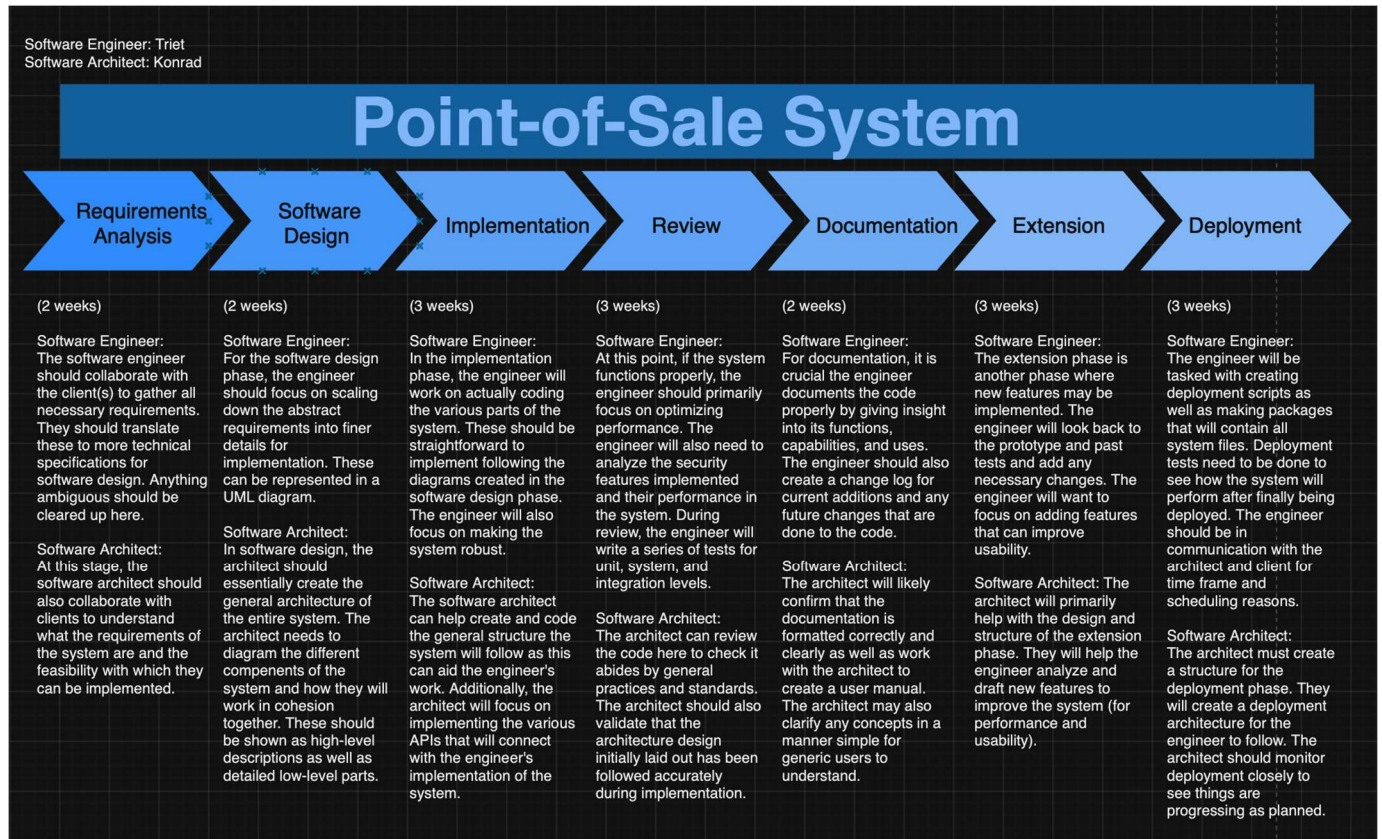 Software Engineer: Triet
Software Architect: Konrad
Point-of-Sale System
Requirements
Analysis
Software
Design
Implementation
Review
Documentation
Extension
Deployment
(2 weeks)
Software Engineer:
The software engineer
should collaborate with
the client(s) to gather all
necessary requirements.
They should translate
these to more technical
specifications for
software design. Anything
ambiguous should be
cleared up here.
Software Architect:
At this stage, the
software architect should
also collaborate with
clients to understand
what the requirements of
the system are and the
feasibility with which they
can be implemented.
(2 weeks)
Software Engineer:
For the software design
phase, the engineer
should focus on scaling
down the abstract
requirements into finer
details for
implementation. These
can be represented in a
UML diagram.
Software Architect:
In software design, the
architect should
essentially create the
general architecture of
the entire system. The
architect needs to
diagram the different
compenents of the
system and how they will
work in cohesion
together. These should
be shown as high-level
descriptions as well as
detailed low-level parts.
(3 weeks)
Software Engineer:
In the implementation
phase, the engineer will
work on actually coding
the various parts of the
system. These should be
straightforward to
implement following the
diagrams created in the
software design phase.
The engineer will also
focus on making the
system robust.
Software Architect:
The software architect
can help create and code
the general structure the
system will follow as this
can aid the engineer's
work. Additionally, the
architect will focus on
implementing the various
APIs that will connect
with the engineer's
implementation of the
system.
(3 weeks)
Software Engineer:
At this point, if the system
functions properly, the
engineer should primarily
focus on optimizing
performance. The
engineer will also need to
analyze the security
features implemented
and their performance in
the system. During
review, the engineer will
write a series of tests for
unit, system, and
integration levels.
Software Architect:
The architect can review
the code here to check it
abides by general
practices and standards.
The architect should also
validate that the
architecture design
initially laid out has been
followed accurately
during implementation.
(2 weeks)
Software Engineer:
For documentation, it is
crucial the engineer
documents the code
properly by giving insight
into its functions,
capabilities, and uses.
The engineer should also
create a change log for
current additions and any
future changes that are
done to the code.
Software Architect:
The architect will likely
confirm that the
documentation is
formatted correctly and
clearly as well as work
with the architect to
create a user manual.
The architect may also
clarify any concepts in a
manner simple for
generic users to
understand.
(3 weeks)
Software Engineer:
The extension phase is
another phase where
new features may be
implemented. The
engineer will look back to
the prototype and past
tests and add any
necessary changes. The
engineer will want to
focus on adding features
that can improve
usability.
Software Architect: The
architect will primarily
help with the design and
structure of the extension
phase. They will help the
engineer analyze and
draft new features to
improve the system (for
performance and
usability).
(3 weeks)
Software Engineer:
The engineer will be
tasked with creating
deployment scripts as
well as making packages
that will contain all
system files. Deployment
tests need to be done to
see how the system will
perform after finally being
deployed. The engineer
should be in
communication with the
architect and client for
time frame and
scheduling reasons.
Software Architect:
The architect must create
a structure for the
deployment phase. They
will create a deployment
architecture for the
engineer to follow. The
architect should monitor
deployment closely to
see things are
progressing as planned.